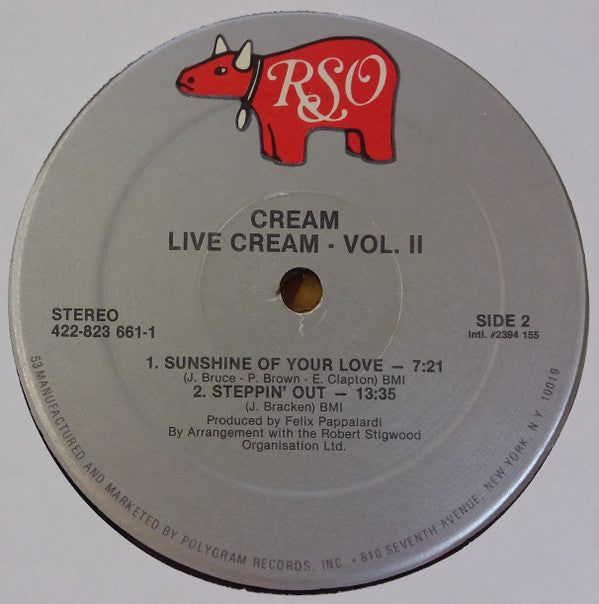 RSO
CREAM
LIVE CREAM - VOL. II
STEREO
422-823 661-1
SIDE 2
Intl. #2394 155
1. SUNSHINE OF YOUR LOVE — 7:21
(J. Bruce - P. Brown - E. Clapton) BMI
2. STEPPIN' OUT — 13:35
(J. Bracken) BMI
Produced by Felix Pappalardi
By Arrangement with the Robert Stigwood
Organisation Ltd.
53 MANUFACTURED AND MARKETED BY POLYGRAM RECORDS, INC. • 810 SEVENTH AVENUE, NEW YORK, N.Y. 10019